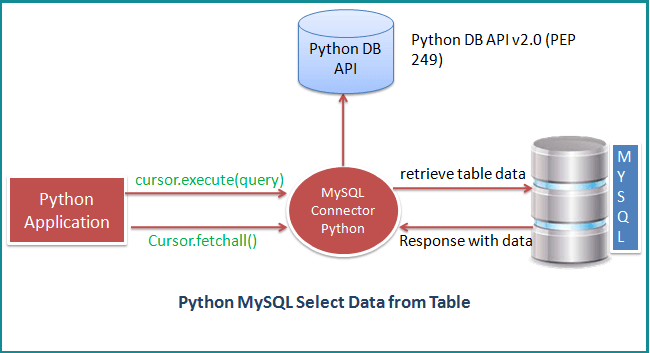 Python DB
API
Python DB API v2.0 (PEP
249)
cursor.execute(query)
Python
Application
Cursor.fetchall()
MySQL
Connector
Python
retrieve table data
Response with data
M
Y
S
Q
L
Python MySQL Select Data from Table